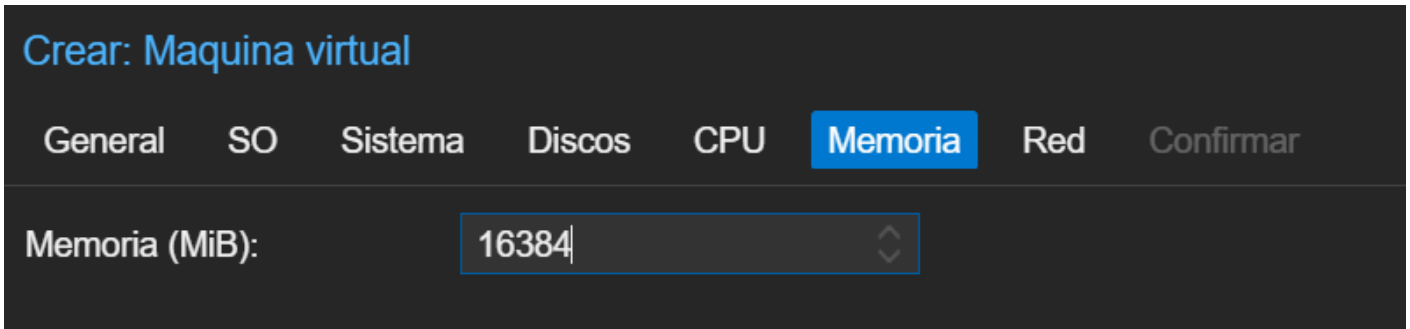 Crear: Maquina virtual
General SO Sistema Discos CPU Memoria Red Confirmar
Memoria (MiB): 16384